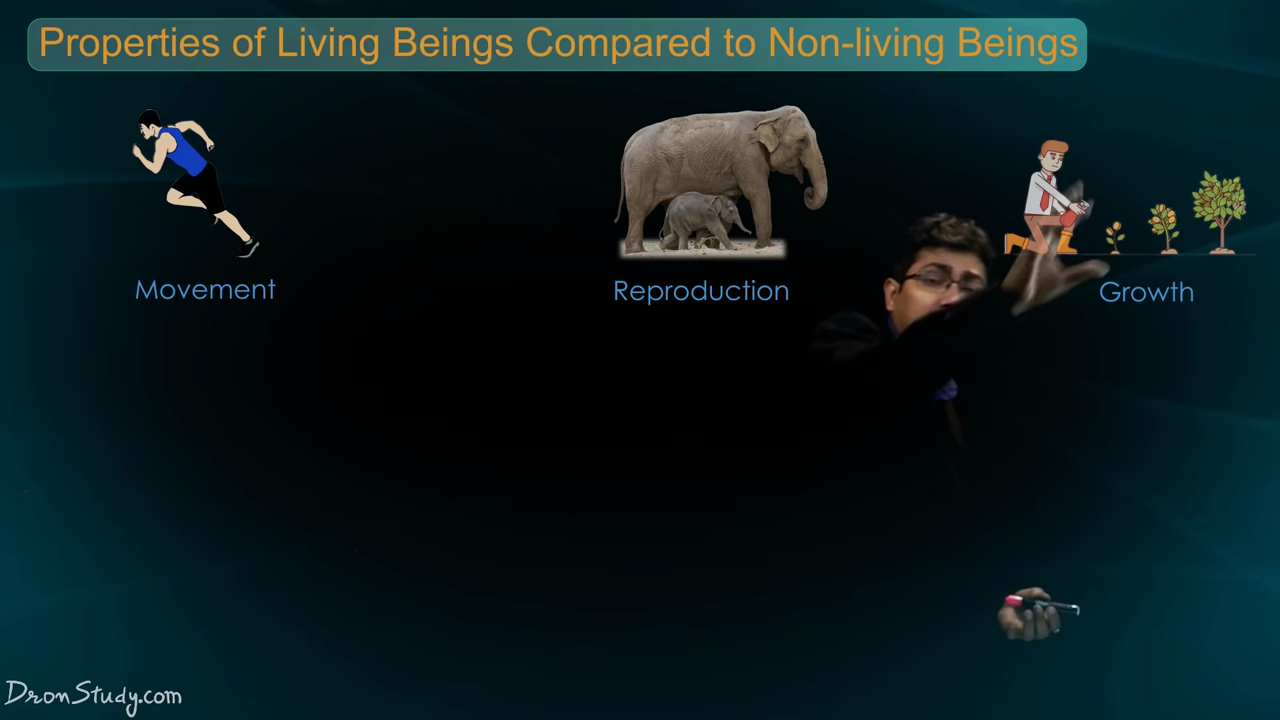 Properties of Living Beings Compared to Non-living Beings
Movement
Reproduction
Growth
DronStudy.com